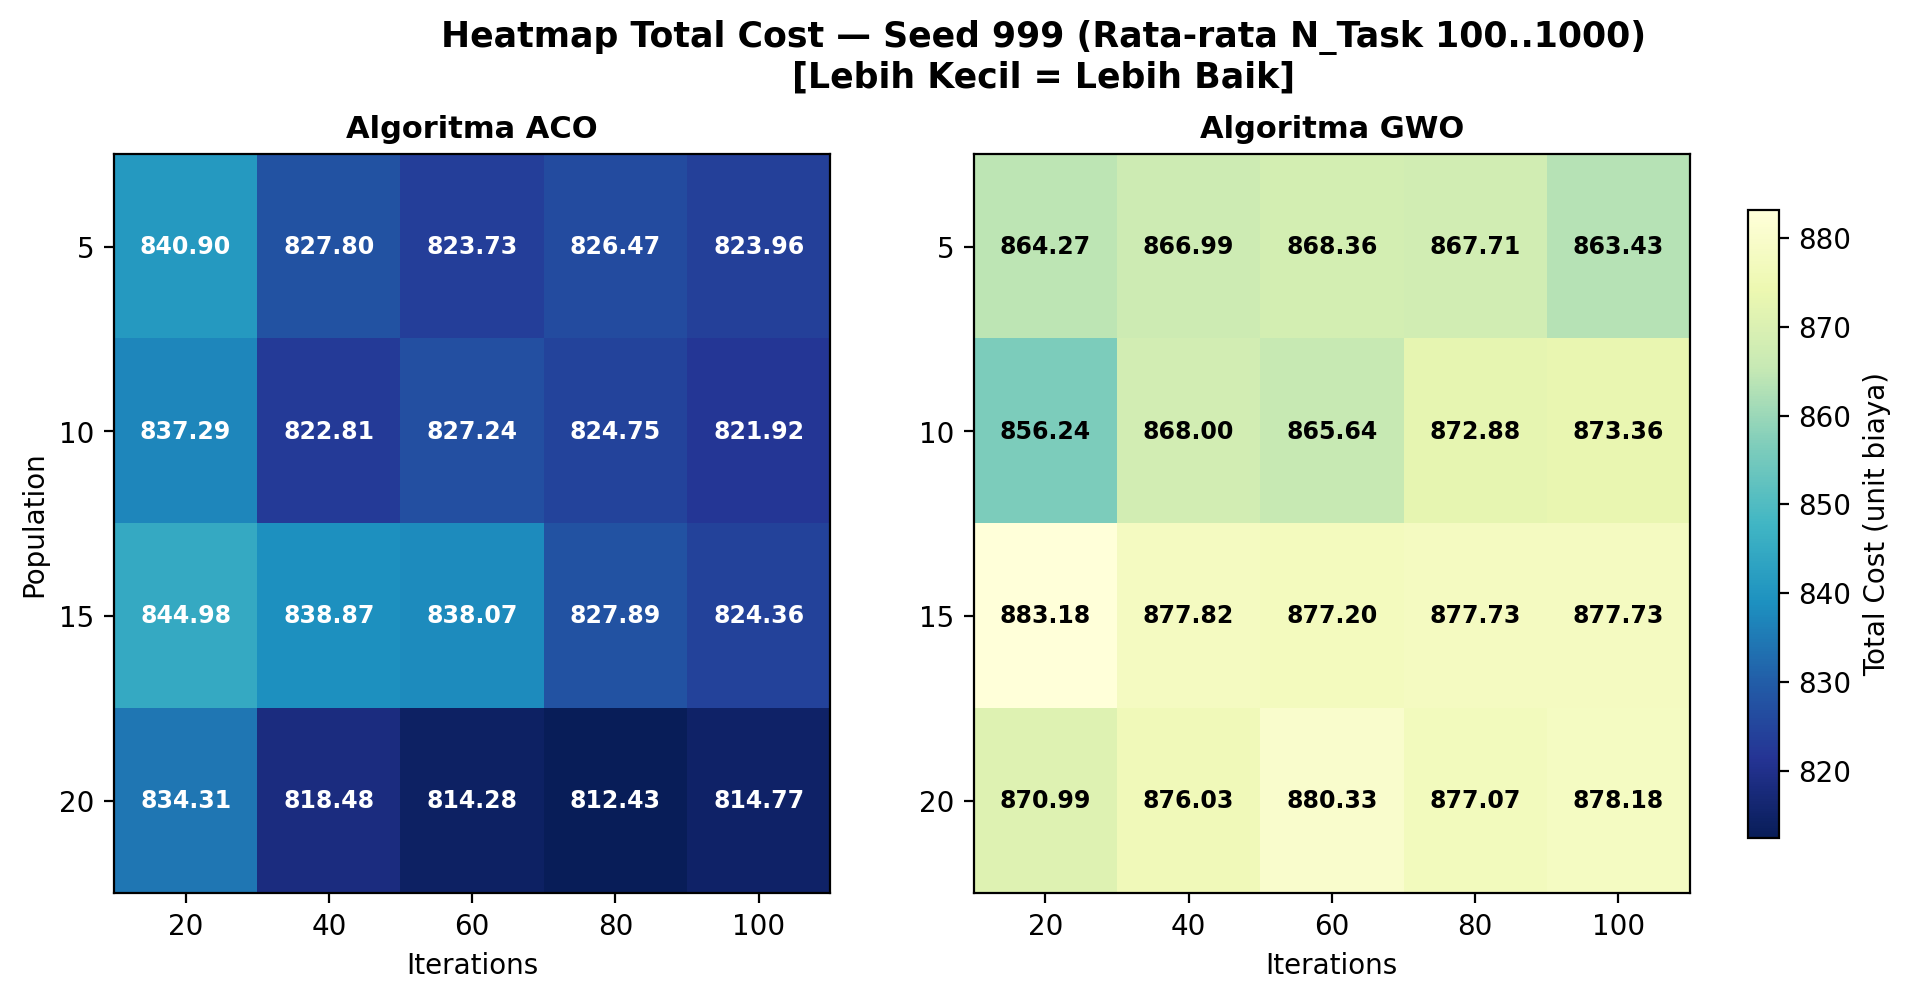 Heatmap Total Cost — Seed 999 (Rata-rata N_Task 100..1000)
[Lebih Kecil = Lebih Baik]
Algoritma ACO
Population
5
840.90 827.80 823.73 826.47 823.96
10
837.29 822.81 827.24 824.75 821.92
15
844.98 838.87 838.07 827.89 824.36
20
834.31 818.48 814.28 812.43 814.77
20 40 60 80 100
Iterations
Algoritma GWO
5
864.27 866.99 868.36 867.71 863.43
10
856.24 868.00 865.64 872.88 873.36
15
883.18 877.82 877.20 877.73 877.73
20
870.99 876.03 880.33 877.07 878.18
20 40 60 80 100
Iterations
880
870
860
850
840
830
820
Total Cost (unit biaya)